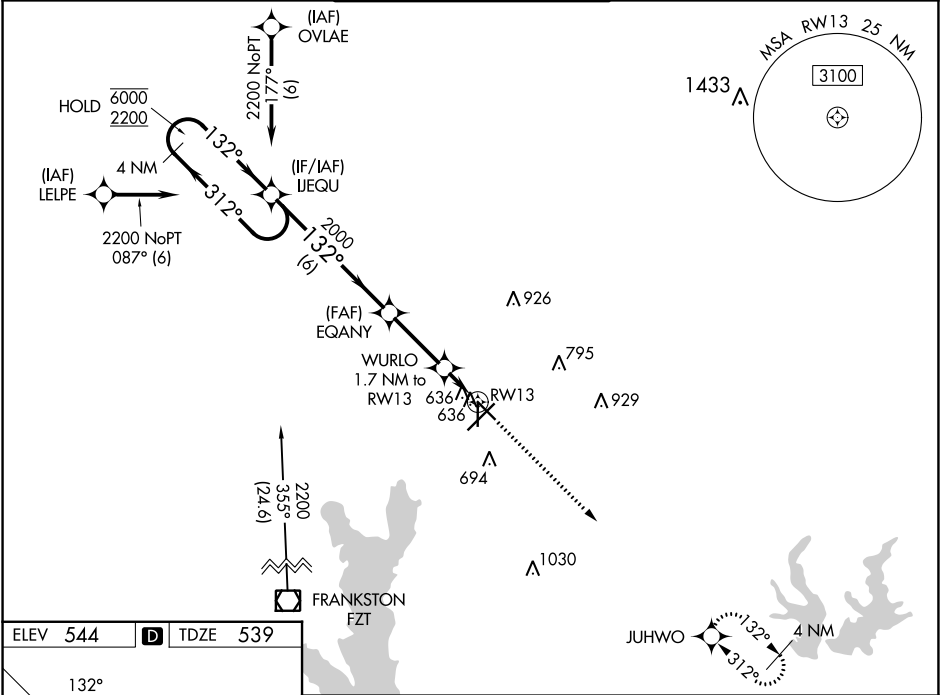 (IAF)
OVLAE
2200 NoPT
177°
(6)
HOLD
6000
2200
4 NM
132°
312°
(IAF)
LELPE
2200 NoPT
087° (6)
(IF/IAF)
IJEQU
2000
132°
(6)
(FAF)
EQANY
WURLO
1.7 NM to
RW13
636
636
RW13
926
795
929
694
1030
MSA RW13 25 NM
3100
1433
2200
355°
(24.6)
FRANKSTON
FZT
JUHWO
132°
312°
4 NM
ELEV 544
D
TDZE 539
132°